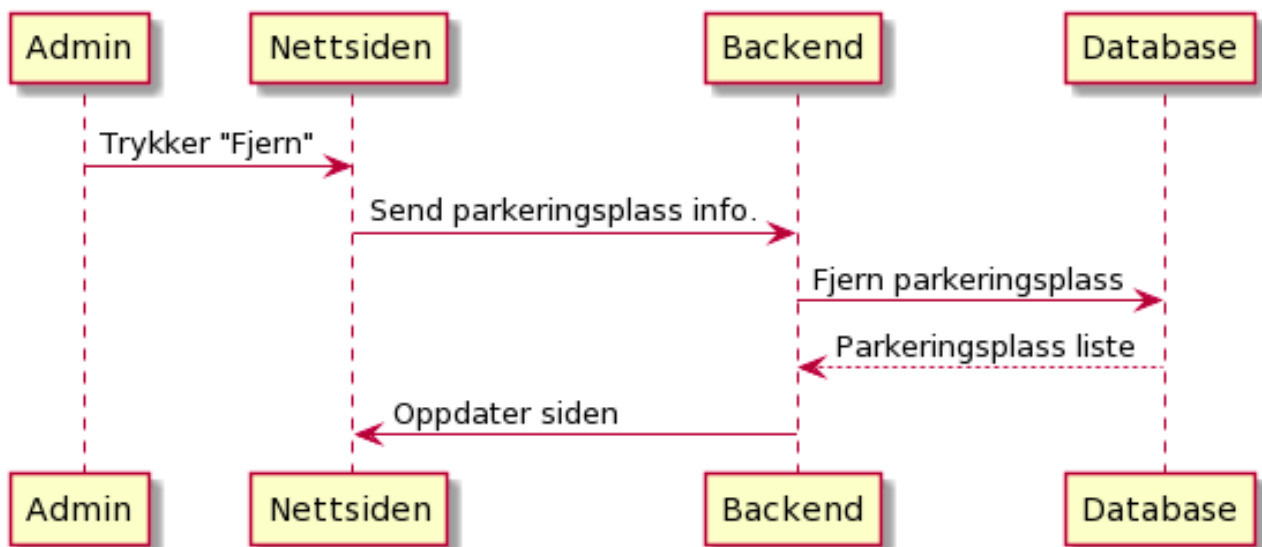 Admin Nettsiden Backend Database
Trykker "Fjern"
Send parkeringsplass info.
Fjern parkeringsplass
Parkeringsplass liste
Oppdater siden
Admin Nettsiden Backend Database